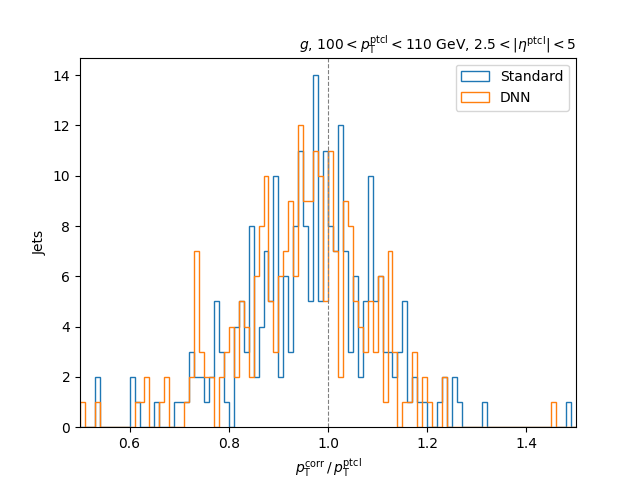 g, 100 < p_T^ptcl < 110 GeV, 2.5 < |η^ptcl| < 5
Standard
DNN
Jets
14
12
10
8
6
4
2
0
0.6 0.8 1.0 1.2 1.4
p_T^corr / p_T^ptcl